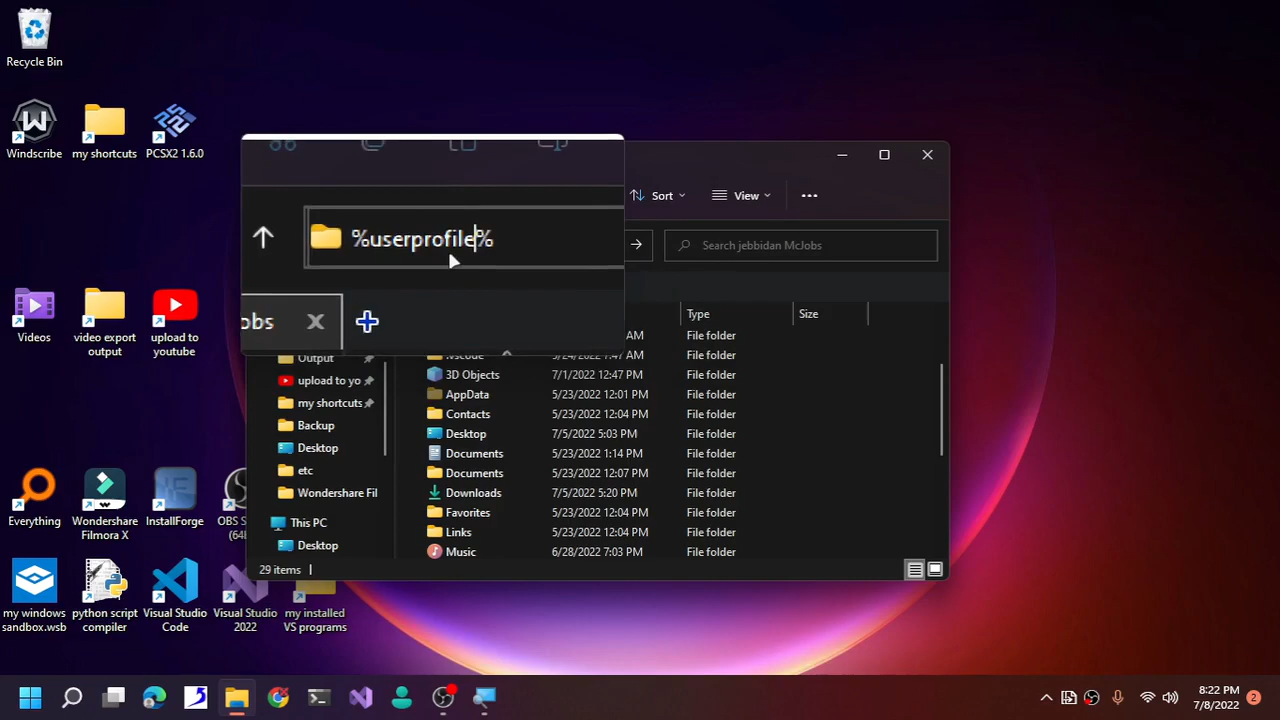 Recycle Bin
Windscribe
my shortcuts
PCSX2 1.6.0
Videos
video export
output
upload to
youtube
Everything
Wondershare
Filmora X
InstallForge
OBS S
(64
my windows
sandbox.wsb
python script
compiler
Visual Studio
Code
Visual Studio
2022
my installed
VS programs
%userprofile%
obs
Sort
View
Search jebbidan McJobs
Type
Size
AM
.vscode 5/24/2022 7:47 AM File folder
File folder
3D Objects 7/1/2022 12:47 PM File folder
AppData 5/23/2022 12:01 PM File folder
Contacts 5/23/2022 12:04 PM File folder
Desktop 7/5/2022 5:03 PM File folder
Documents 5/23/2022 1:14 PM File folder
Documents 5/23/2022 12:07 PM File folder
Downloads 7/5/2022 5:20 PM File folder
Favorites 5/23/2022 12:04 PM File folder
Links 5/23/2022 12:04 PM File folder
Music 6/28/2022 7:03 PM File folder
Output
upload to yo
my shortcuts
Backup
Desktop
etc
Wondershare Fil
This PC
Desktop
29 items
8:22 PM
7/8/2022
2